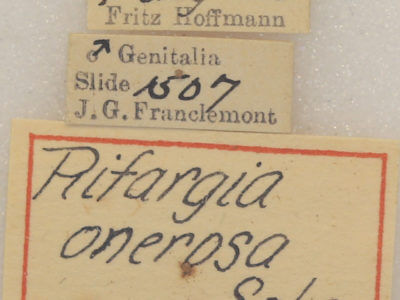 Fritz Hoffmann
♂ Genitalia
Slide 1507
J. G. Franclemont
Rifargia
onerosa